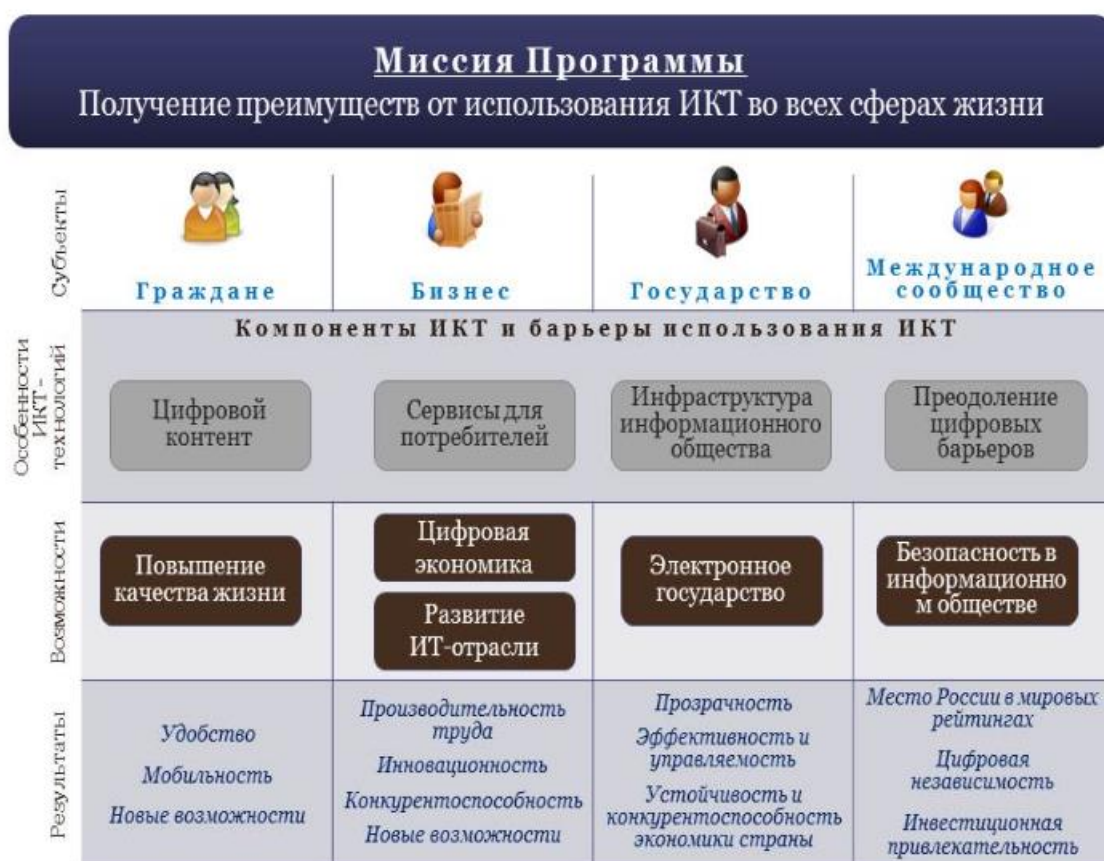 Миссия Программы
Получение преимуществ от использования ИКТ во всех сферах жизни
Субъекты
Граждане
Бизнес
Государство
Международное
сообщество
Особенности
ИКТ-
технологий
Компоненты ИКТ и барьеры использования ИКТ
Цифровой
контент
Сервисы для
потребителей
Инфраструктура
информационного
общества
Преодоление
цифровых
барьеров
Возможности
Повышение
качества жизни
Цифровая
экономика
Развитие
ИТ-отрасли
Электронное
государство
Безопасность в
информационно
м обществе
Результаты
Удобство
Мобильность
Новые возможности
Производительность
труда
Инновационность
Конкурентоспособность
Новые возможности
Прозрачность
Эффективность и
управляемость
Устойчивость и
конкурентоспособность
экономики страны
Место России в мировых
рейтингах
Цифровая
независимость
Инвестиционная
привлекательность